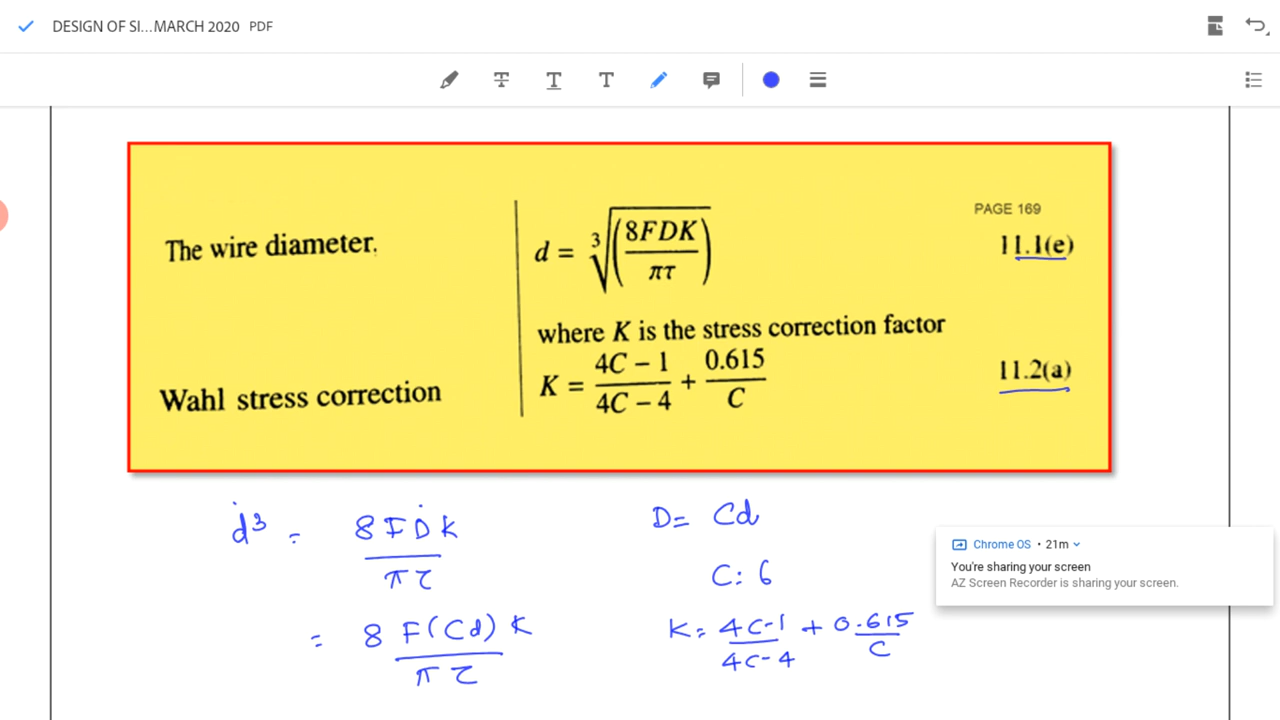 DESIGN OF SI...MARCH 2020 PDF
PAGE 169
The wire diameter. d = ∛(8FDK/πτ) 11.1(e)
where K is the stress correction factor
Wahl stress correction K = (4C – 1)/(4C – 4) + 0.615/C 11.2(a)
d³ = 8FDK/πτ D = Cd
C: 6
= 8F(Cd)K/πτ K = (4C-1)/(4C-4) + 0.615/C
Chrome OS • 21m
You're sharing your screen
AZ Screen Recorder is sharing your screen.